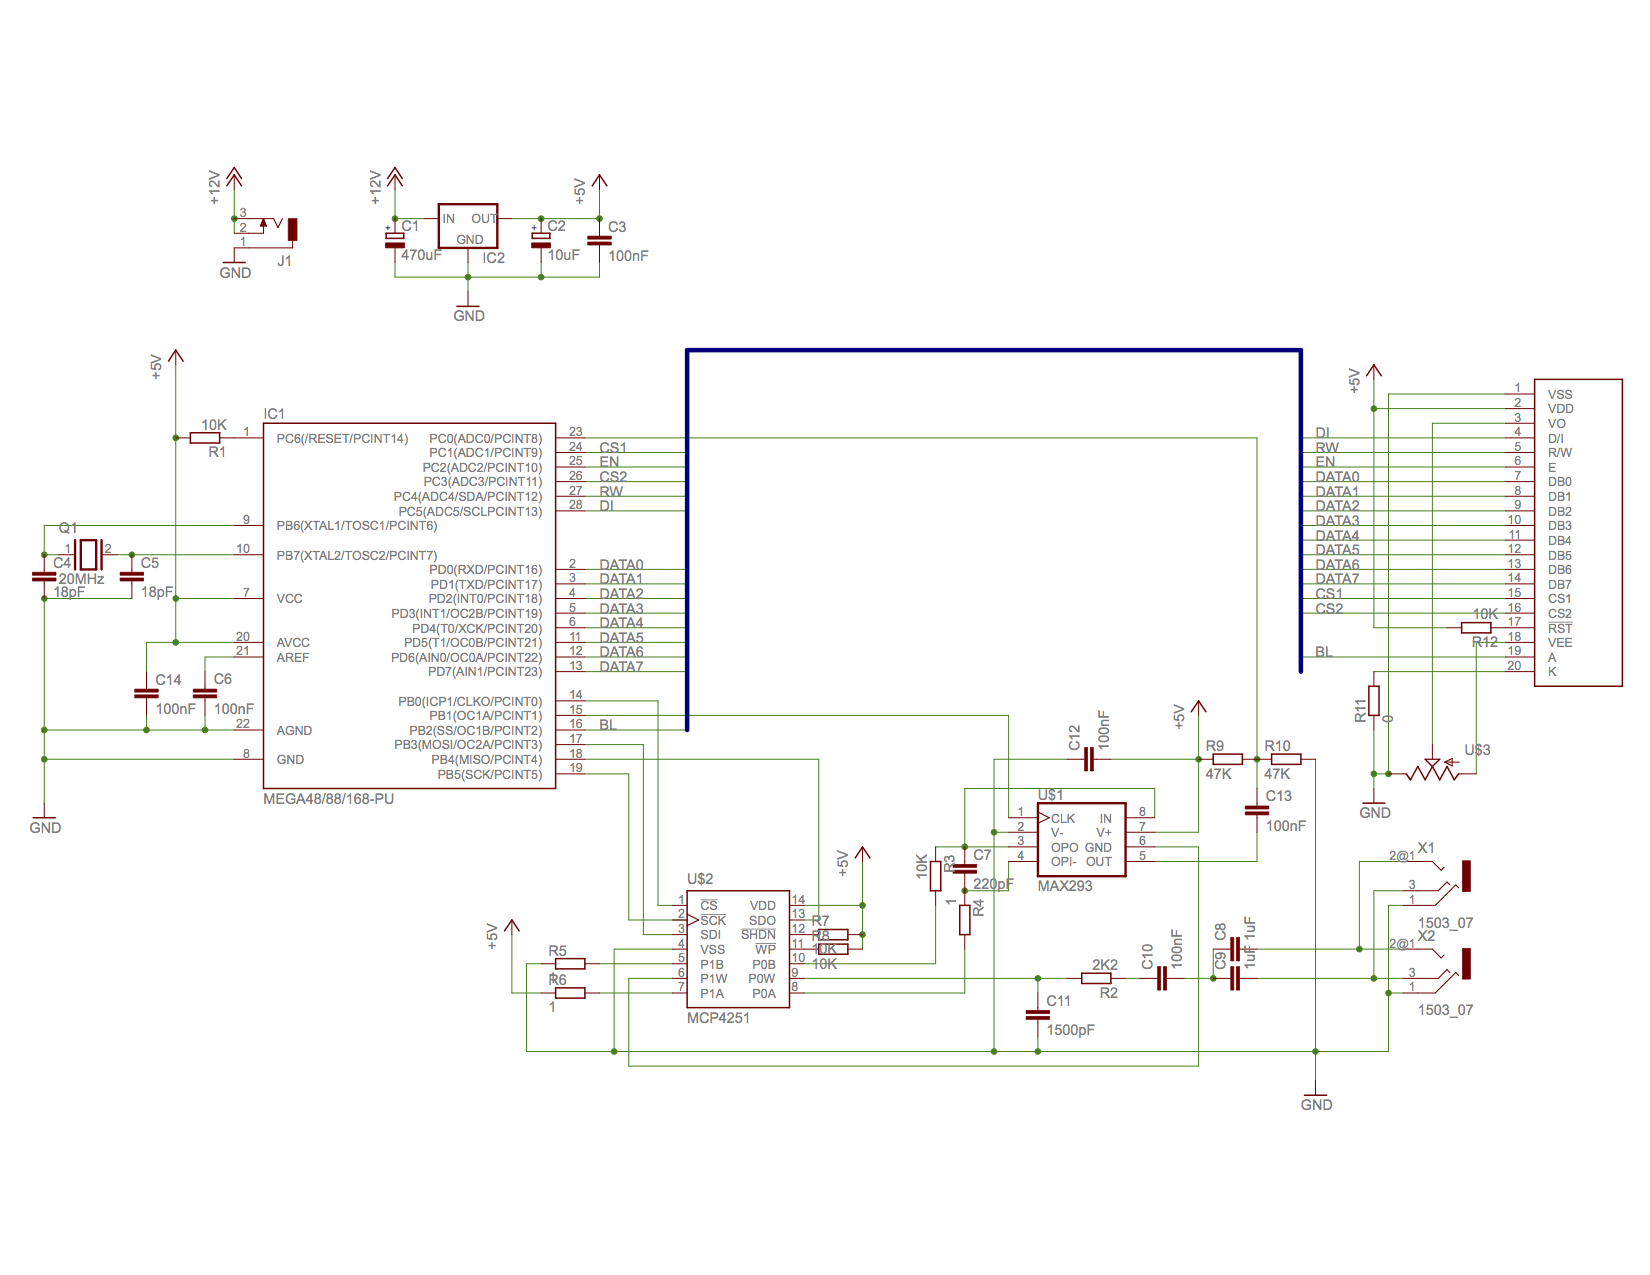 +12V
3
2
1
J1
GND
+12V
C1
470uF
IN
OUT
GND
IC2
C2
10uF
+5V
C3
100nF
GND
+5V
10K
R1
IC1
1
PC6(/RESET/PCINT14)
9
PB6(XTAL1/TOSC1/PCINT6)
10
PB7(XTAL2/TOSC2/PCINT7)
7
VCC
20
AVCC
21
AREF
22
AGND
8
GND
Q1
1
2
20MHz
C4
18pF
C5
18pF
C14
100nF
C6
100nF
GND
MEGA48/88/168-PU
PC0(ADC0/PCINT8) 23
PC1(ADC1/PCINT9) 24 CS1
PC2(ADC2/PCINT10) 25 EN
PC3(ADC3/PCINT11) 26 CS2
PC4(ADC4/SDA/PCINT12) 27 RW
PC5(ADC5/SCLPCINT13) 28 DI
PD0(RXD/PCINT16) 2 DATA0
PD1(TXD/PCINT17) 3 DATA1
PD2(INT0/PCINT18) 4 DATA2
PD3(INT1/OC2B/PCINT19) 5 DATA3
PD4(T0/XCK/PCINT20) 6 DATA4
PD5(T1/OC0B/PCINT21) 11 DATA5
PD6(AIN0/OC0A/PCINT22) 12 DATA6
PD7(AIN1/PCINT23) 13 DATA7
PB0(ICP1/CLKO/PCINT0) 14
PB1(OC1A/PCINT1) 15
PB2(SS/OC1B/PCINT2) 16 BL
PB3(MOSI/OC2A/PCINT3) 17
PB4(MISO/PCINT4) 18
PB5(SCK/PCINT5) 19
+5V
1 VSS
2 VDD
3 VO
DI 4 D/I
RW 5 R/W
EN 6 E
DATA0 7 DB0
DATA1 8 DB1
DATA2 9 DB2
DATA3 10 DB3
DATA4 11 DB4
DATA5 12 DB5
DATA6 13 DB6
DATA7 14 DB7
CS1 15 CS1
CS2 16 CS2
10K 17 RST
R12 18 VEE
BL 19 A
20 K
R11
0
U$3
GND
C12
100nF
+5V
R9
47K
R10
47K
C13
100nF
U$1
1 CLK IN 8
2 V- V+ 7
3 OPO GND 6
4 OPI- OUT 5
MAX293
10K
R3
C7
220pF
1
R4
+5V
U$2
1 CS VDD 14
2 SCK SDO 13
3 SDI SHDN 12
4 VSS WP 11
5 P1B P0B 10
6 P1W P0W 9
7 P1A P0A 8
MCP4251
R7
10K
R8
10K
+5V
R5
1
R6
1
C11
1500pF
2K2
R2
C10
100nF
C8
1uF
C9
1uF
X1
2@1
3
1
1503_07
X2
2@1
3
1
1503_07
GND